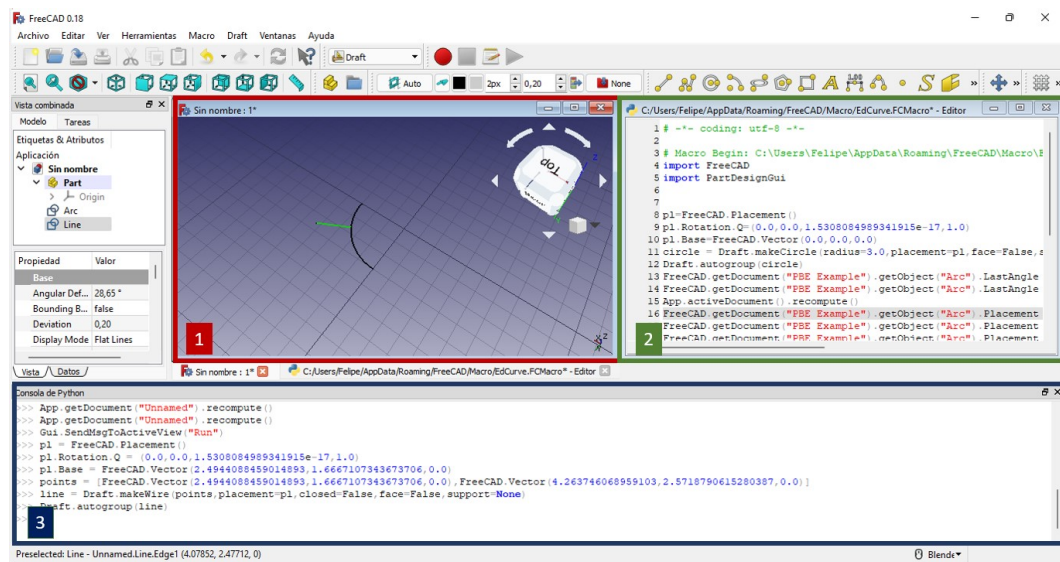 FreeCAD 0.18
Archivo Editar Ver Herramientas Macro Draft Ventanas Ayuda
Draft
Auto 2px 0,20 None
Vista combinada
Modelo Tareas
Etiquetas & Atributos
Aplicación
Sin nombre
Part
Origin
Arc
Line
Propiedad Valor
Base
Angular Def... 28,65 °
Bounding B... false
Deviation 0,20
Display Mode Flat Lines
Vista Datos
Sin nombre : 1*
TOP
z
1
z
Sin nombre : 1* C:/Users/Felipe/AppData/Roaming/FreeCAD/Macro/EdCurve.FCMacro* - Editor
C:/Users/Felipe/AppData/Roaming/FreeCAD/Macro/EdCurve.FCMacro* - Editor
1 # -*- coding: utf-8 -*-
2
3 # Macro Begin: C:\Users\Felipe\AppData\Roaming\FreeCAD\Macro\E
4 import FreeCAD
5 import PartDesignGui
6
7
8 pl=FreeCAD.Placement()
9 pl.Rotation.Q=(0.0,0.0,1.5308084989341915e-17,1.0)
10 pl.Base=FreeCAD.Vector(0.0,0.0,0.0)
11 circle = Draft.makeCircle(radius=3.0,placement=pl,face=False,s
12 Draft.autogroup(circle)
13 FreeCAD.getDocument("PBE Example").getObject("Arc").LastAngle
14 FreeCAD.getDocument("PBE Example").getObject("Arc").LastAngle
15 App.activeDocument().recompute()
16 FreeCAD.getDocument("PBE Example").getObject("Arc").Placement
FreeCAD.getDocument("PBE Example").getObject("Arc").Placement
FreeCAD.getDocument("PBE Example").getObject("Arc").Placement
2
Consola de Python
>>> App.getDocument("Unnamed").recompute()
>>> App.getDocument("Unnamed").recompute()
>>> Gui.SendMsgToActiveView("Run")
>>> pl = FreeCAD.Placement()
>>> pl.Rotation.Q = (0.0,0.0,1.5308084989341915e-17,1.0)
>>> pl.Base = FreeCAD.Vector(2.4944088459014893,1.6667107343673706,0.0)
>>> points = [FreeCAD.Vector(2.4944088459014893,1.6667107343673706,0.0),FreeCAD.Vector(4.263746068959103,2.5718790615280387,0.0)]
>>> line = Draft.makeWire(points,placement=pl,closed=False,face=False,support=None)
>>> Draft.autogroup(line)
>>>
3
Preselected: Line - Unnamed.Line.Edge1 (4.07852, 2.47712, 0)
Blende